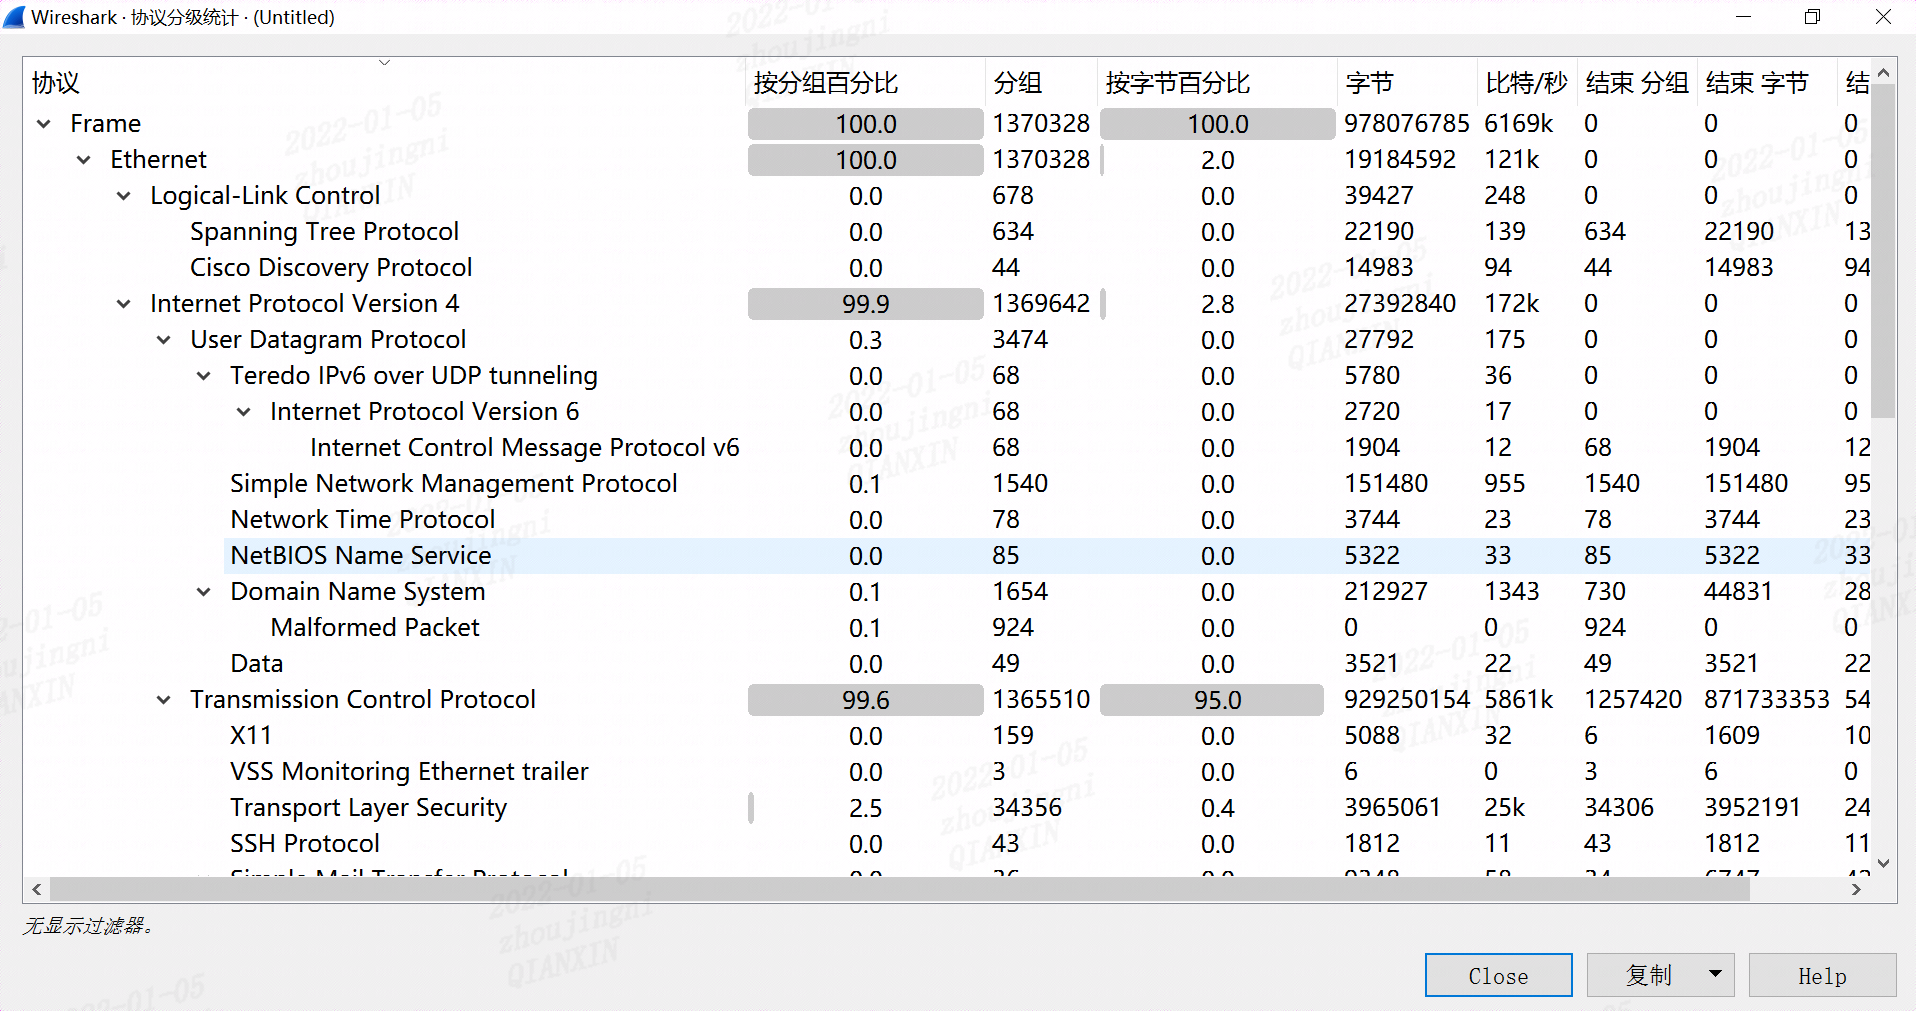 Wireshark · 协议分级统计 · (Untitled)
协议 按分组百分比 分组 按字节百分比 字节 比特/秒 结束 分组 结束 字节 结
Frame 100.0 1370328 100.0 978076785 6169k 0 0 0
Ethernet 100.0 1370328 2.0 19184592 121k 0 0 0
Logical-Link Control 0.0 678 0.0 39427 248 0 0 0
Spanning Tree Protocol 0.0 634 0.0 22190 139 634 22190 13
Cisco Discovery Protocol 0.0 44 0.0 14983 94 44 14983 94
Internet Protocol Version 4 99.9 1369642 2.8 27392840 172k 0 0 0
User Datagram Protocol 0.3 3474 0.0 27792 175 0 0 0
Teredo IPv6 over UDP tunneling 0.0 68 0.0 5780 36 0 0 0
Internet Protocol Version 6 0.0 68 0.0 2720 17 0 0 0
Internet Control Message Protocol v6 0.0 68 0.0 1904 12 68 1904 12
Simple Network Management Protocol 0.1 1540 0.0 151480 955 1540 151480 95
Network Time Protocol 0.0 78 0.0 3744 23 78 3744 23
NetBIOS Name Service 0.0 85 0.0 5322 33 85 5322 33
Domain Name System 0.1 1654 0.0 212927 1343 730 44831 28
Malformed Packet 0.1 924 0.0 0 0 924 0 0
Data 0.0 49 0.0 3521 22 49 3521 22
Transmission Control Protocol 99.6 1365510 95.0 929250154 5861k 1257420 871733353 54
X11 0.0 159 0.0 5088 32 6 1609 10
VSS Monitoring Ethernet trailer 0.0 3 0.0 6 0 3 6 0
Transport Layer Security 2.5 34356 0.4 3965061 25k 34306 3952191 24
SSH Protocol 0.0 43 0.0 1812 11 43 1812 11
Simple Mail Transfer Protocol
无显示过滤器。
Close 复制 Help
2022-01-05
zhoujingni
QIANXIN